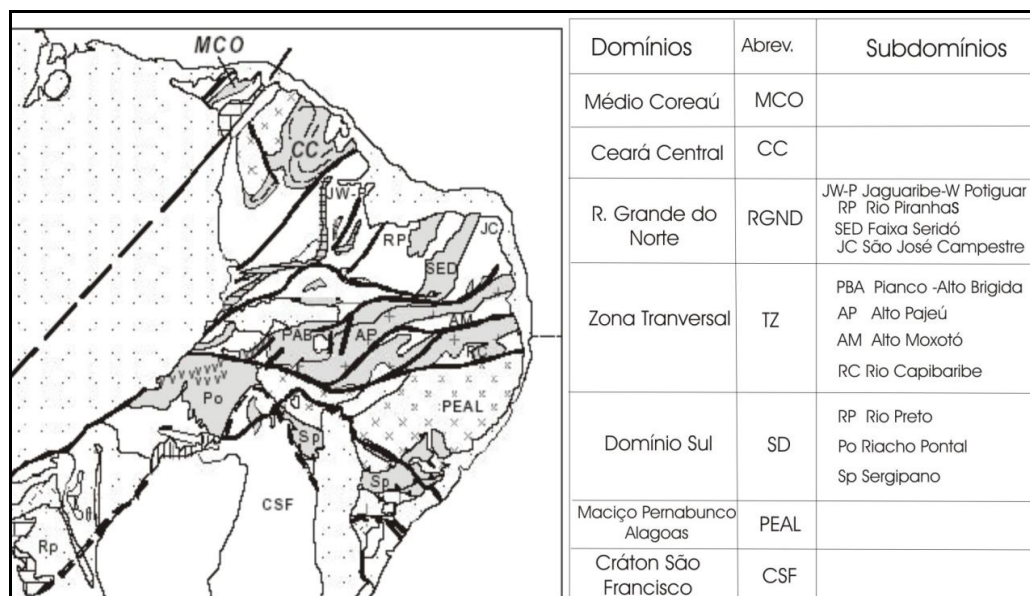 MCO
CC
JW-P
RP
JC
SED
AM
PAB
AP
RC
Po
PEAL
Sp
Sp
CSF
Rp
Domínios Abrev. Subdomínios
Médio Coreaú MCO
Ceará Central CC
R. Grande do
Norte
RGND
JW-P Jaguaribe-W Potiguar
RP Rio Piranhas
SED Faixa Seridó
JC São José Campestre
Zona Tranversal TZ
PBA Pianco -Alto Brigida
AP Alto Pajeú
AM Alto Moxotó
RC Rio Capibaribe
Domínio Sul SD
RP Rio Preto
Po Riacho Pontal
Sp Sergipano
Maciço Pernabunco
Alagoas
PEAL
Cráton São
Francisco
CSF